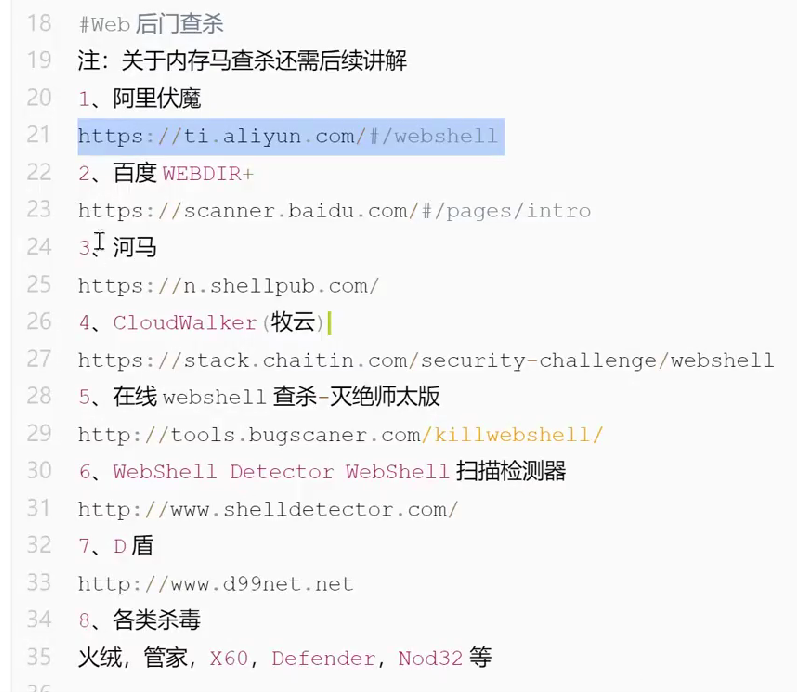 18 #Web 后门查杀
19 注：关于内存马查杀还需后续讲解
20 1、阿里伏魔
21 https://ti.aliyun.com/#/webshell
22 2、百度 WEBDIR+
23 https://scanner.baidu.com/#/pages/intro
24 3、河马
25 https://n.shellpub.com/
26 4、CloudWalker(牧云)
27 https://stack.chaitin.com/security-challenge/webshell
28 5、在线 webshell 查杀-灭绝师太版
29 http://tools.bugscaner.com/killwebshell/
30 6、WebShell Detector WebShell 扫描检测器
31 http://www.shelldetector.com/
32 7、D 盾
33 http://www.d99net.net
34 8、各类杀毒
35 火绒，管家，X60，Defender，Nod32 等